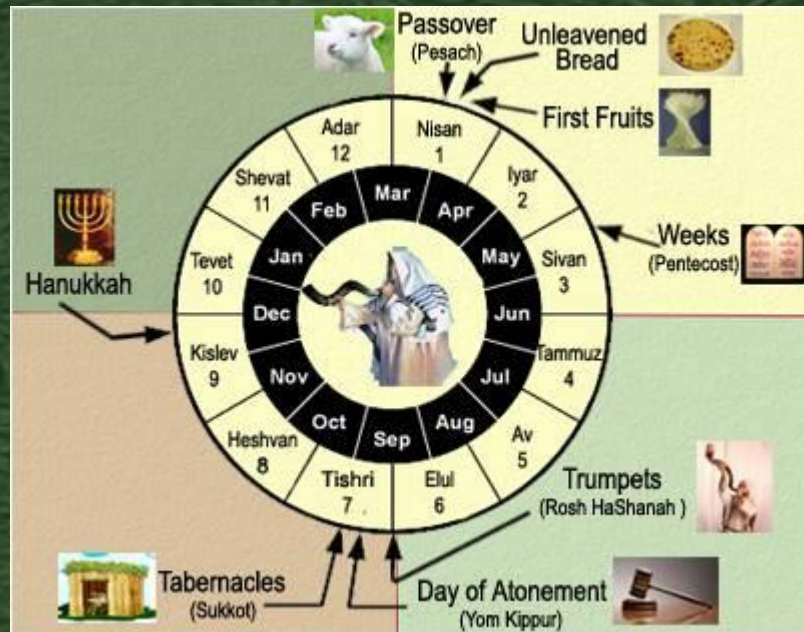 Passover
(Pesach)
Unleavened
Bread
First Fruits
Weeks
(Pentecost)
Trumpets
(Rosh HaShanah )
Day of Atonement
(Yom Kippur)
Tabernacles
(Sukkot)
Hanukkah
Nisan
1
Iyar
2
Sivan
3
Tammuz
4
Av
5
Elul
6
Tishri
7
Heshvan
8
Kislev
9
Tevet
10
Shevat
11
Adar
12
Mar
Apr
May
Jun
Jul
Aug
Sep
Oct
Nov
Dec
Jan
Feb